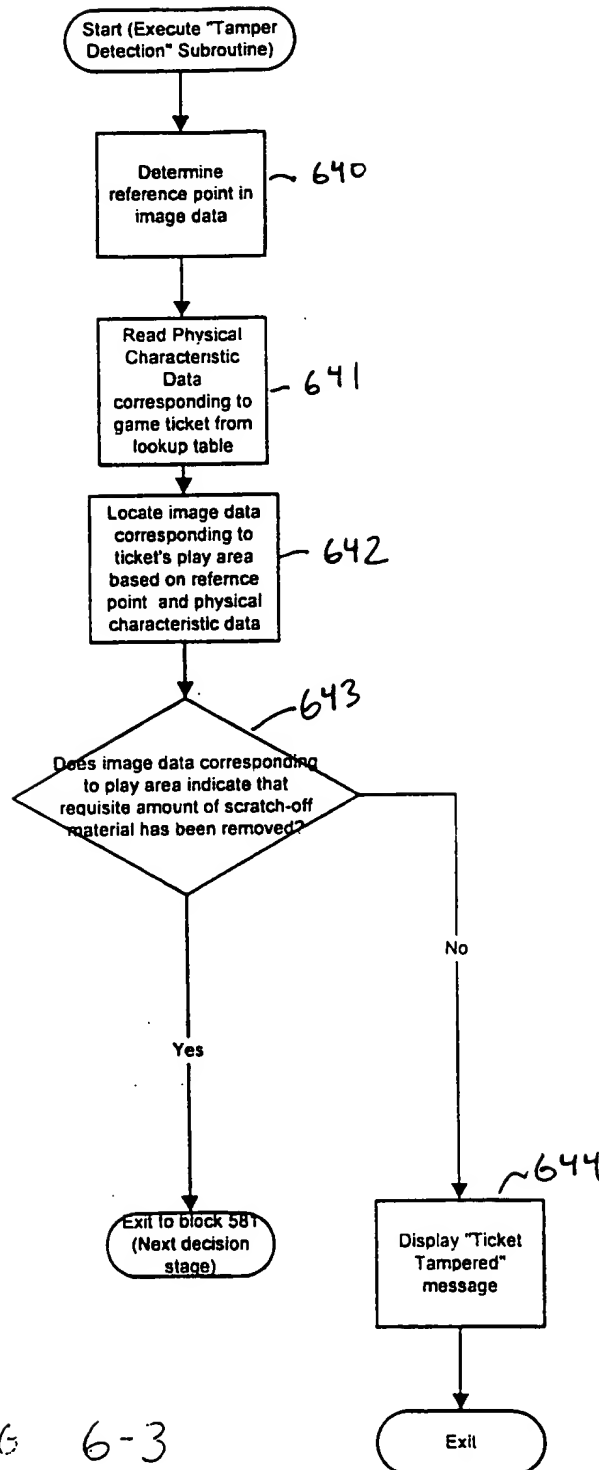 Start (Execute "Tamper
Detection" Subroutine)
Determine
reference point in
image data
640
Read Physical
Characteristic
Data
corresponding to
game ticket from
lookup table
641
Locate image data
corresponding to
ticket's play area
based on refernce
point and physical
characteristic data
642
643
Does image data corresponding
to play area indicate that
requisite amount of scratch-off
material has been removed?
No
Yes
644
Exit to block 581
(Next decision
stage)
Display "Ticket
Tampered"
message
Exit
G 6-3